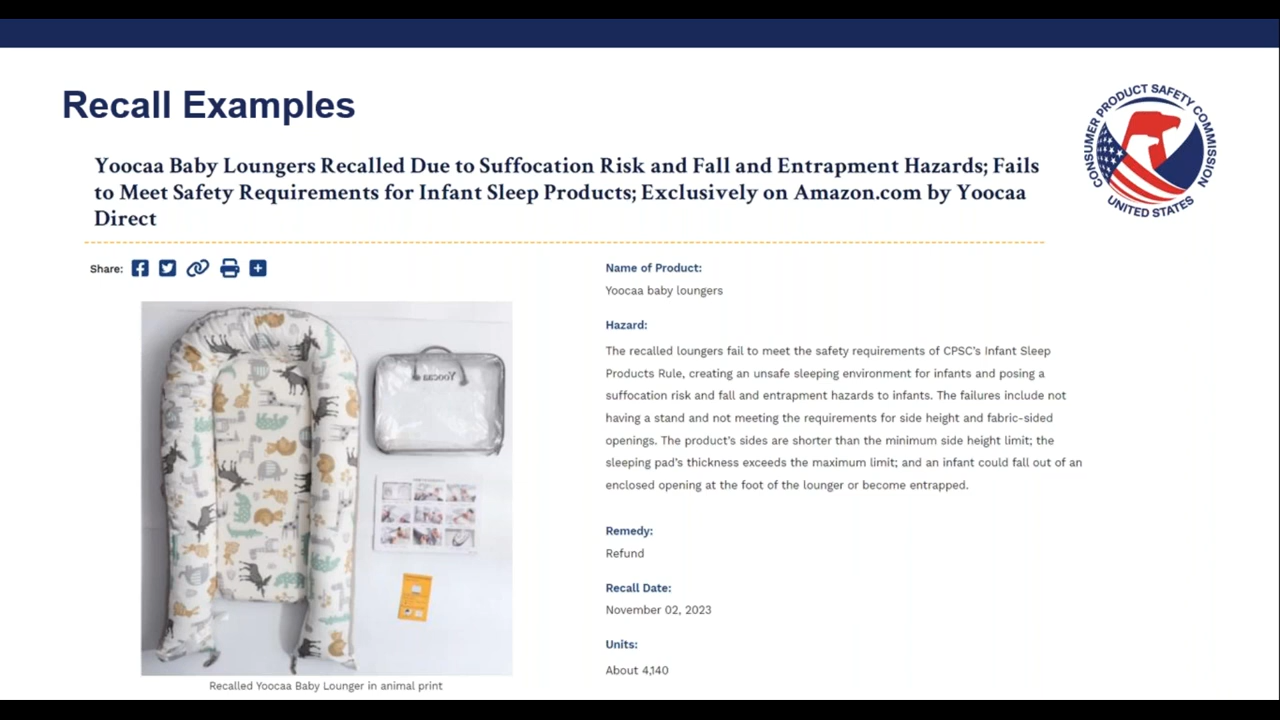 Recall Examples
CONSUMER PRODUCT SAFETY COMMISSION
UNITED STATES
Yoocaa Baby Loungers Recalled Due to Suffocation Risk and Fall and Entrapment Hazards; Fails
to Meet Safety Requirements for Infant Sleep Products; Exclusively on Amazon.com by Yoocaa
Direct
Share:
Name of Product:
Yoocaa baby loungers
Hazard:
The recalled loungers fail to meet the safety requirements of CPSC's Infant Sleep
Products Rule, creating an unsafe sleeping environment for infants and posing a
suffocation risk and fall and entrapment hazards to infants. The failures include not
having a stand and not meeting the requirements for side height and fabric-sided
openings. The product's sides are shorter than the minimum side height limit; the
sleeping pad's thickness exceeds the maximum limit; and an infant could fall out of an
enclosed opening at the foot of the lounger or become entrapped.
Remedy:
Refund
Recall Date:
November 02, 2023
Units:
About 4,140
Yoocaa
Recalled Yoocaa Baby Lounger in animal print